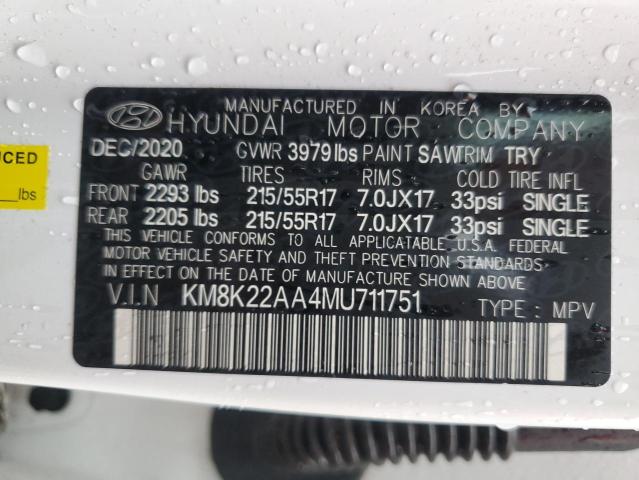 MANUFACTURED IN KOREA BY
HYUNDAI MOTOR COMPANY
DEC/2020 GVWR 3979lbs PAINT SAW TRIM TRY
GAWR TIRES RIMS COLD TIRE INFL
FRONT 2293 lbs 215/55R17 7.0JX17 33psi SINGLE
REAR 2205 lbs 215/55R17 7.0JX17 33psi SINGLE
THIS VEHICLE CONFORMS TO ALL APPLICABLE U.S.A. FEDERAL
MOTOR VEHICLE SAFETY AND THEFT PREVENTION STANDARDS
IN EFFECT ON THE DATE OF MANUFACTURE SHOWN ABOVE.
V.I.N KM8K22AA4MU711751 TYPE : MPV
UCED
lbs